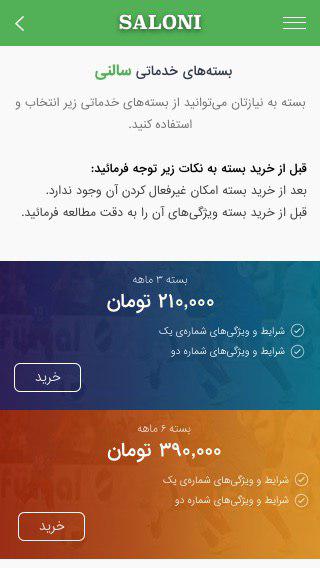 SALONI
بسته‌های خدماتی سالنی
بسته به نیازتان می‌توانید از بسته‌های خدماتی زیر انتخاب و
استفاده کنید.
قبل از خرید بسته به نکات زیر توجه فرمائید:
بعد از خرید بسته امکان غیرفعال کردن آن وجود ندارد.
قبل از خرید بسته ویژگی‌های آن را به دقت مطالعه فرمائید.
بسته ۳ ماهه
۲۱۰,۰۰۰ تومان
شرایط و ویژگی‌های شماره‌ی یک
شرایط و ویژگی‌های شماره دو
خرید
بسته ۶ ماهه
۳۹۰,۰۰۰ تومان
شرایط و ویژگی‌های شماره‌ی یک
شرایط و ویژگی‌های شماره دو
خرید